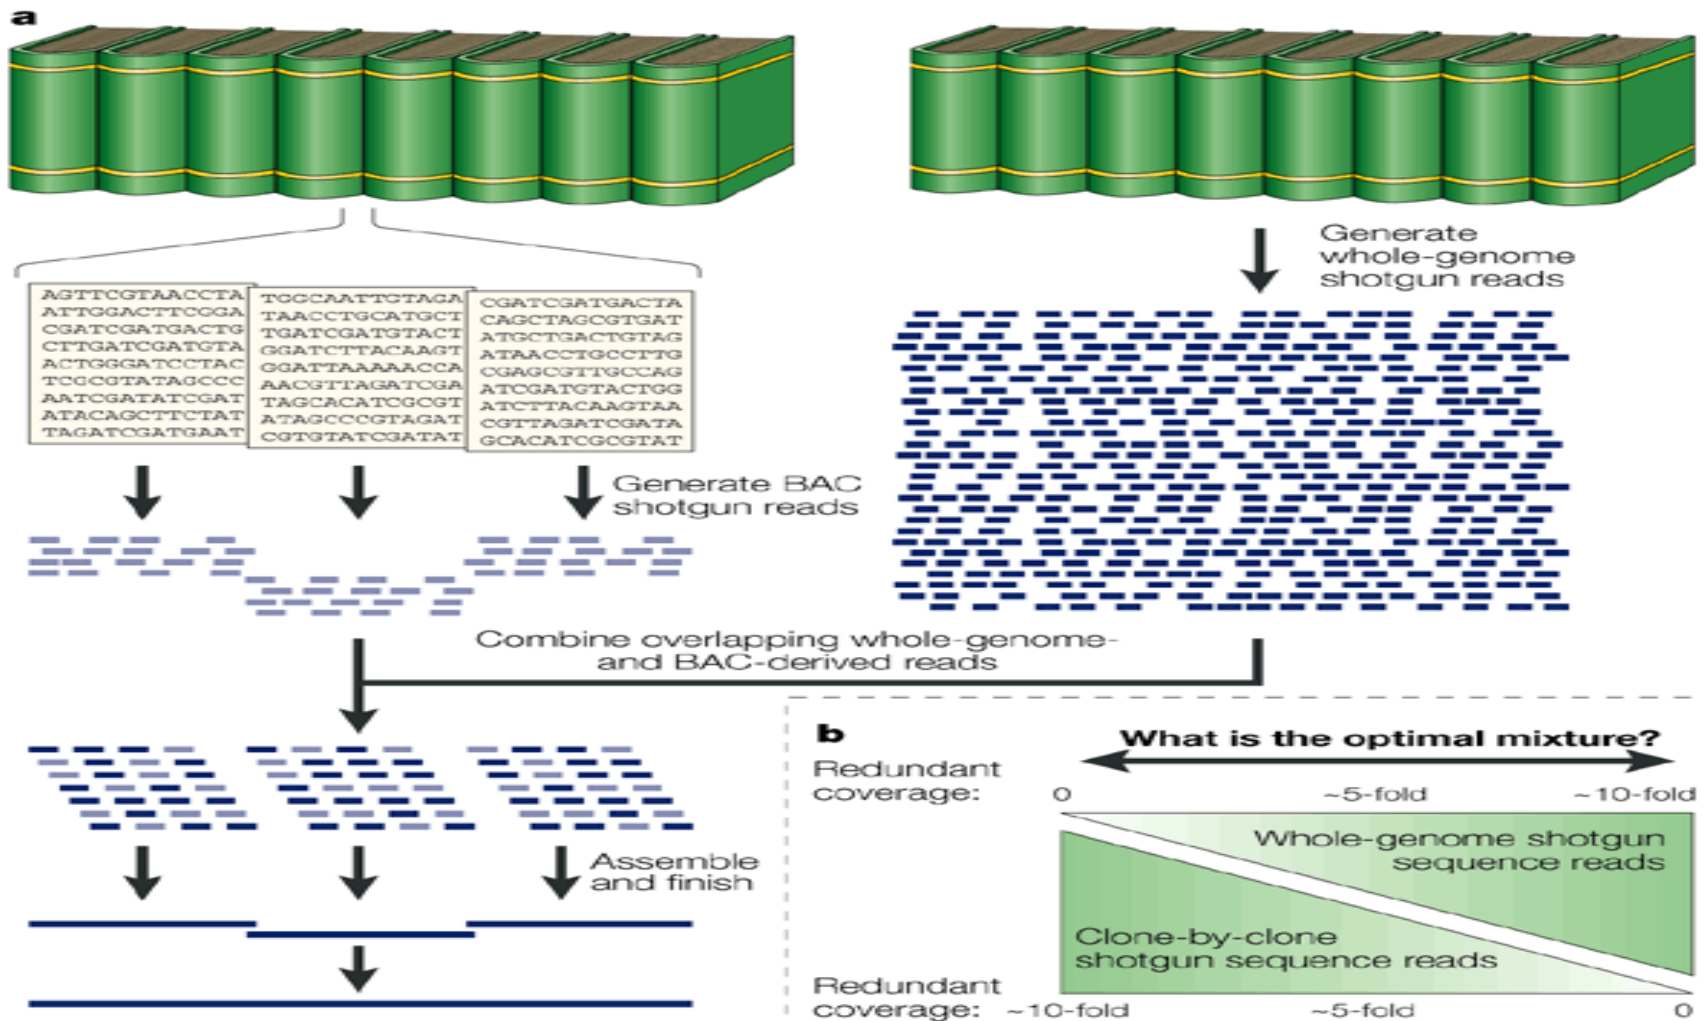 a
AGTTCGTAACCTA
ATTGGACTTCGGA
CGATCGATGACTG
CTTGATCGATGTA
ACTGGGATCCTAC
TCGCGTATAGCCC
AATCGATATCGAT
ATACAGCTTCTAT
TAGATCGATGAAT
TGGCAATTGTAGA
TAACCTGCATGCT
TGATCGATGTACT
GGATCTTACAAGT
GGATTAAAAACCA
AACGTTAGATCGA
TAGCACATCGCGT
ATAGCCCGTAGAT
CGTGTATCGATAT
CGATCGATGACTA
CAGCTAGCGTGAT
ATGCTGACTGTAG
ATAACCTGCCTTG
CGAGCGTTGCCAG
ATCGATGTACTGG
ATCTTACAAGTAA
CGTTAGATCGATA
GCACATCGCGTAT
Generate
whole-genome
shotgun reads
Generate BAC
shotgun reads
Combine overlapping whole-genome-
and BAC-derived reads
Assemble
and finish
b
What is the optimal mixture?
Redundant
coverage:
0 ~5-fold ~10-fold
Whole-genome shotgun
sequence reads
Clone-by-clone
shotgun sequence reads
Redundant
coverage: ~10-fold ~5-fold 0